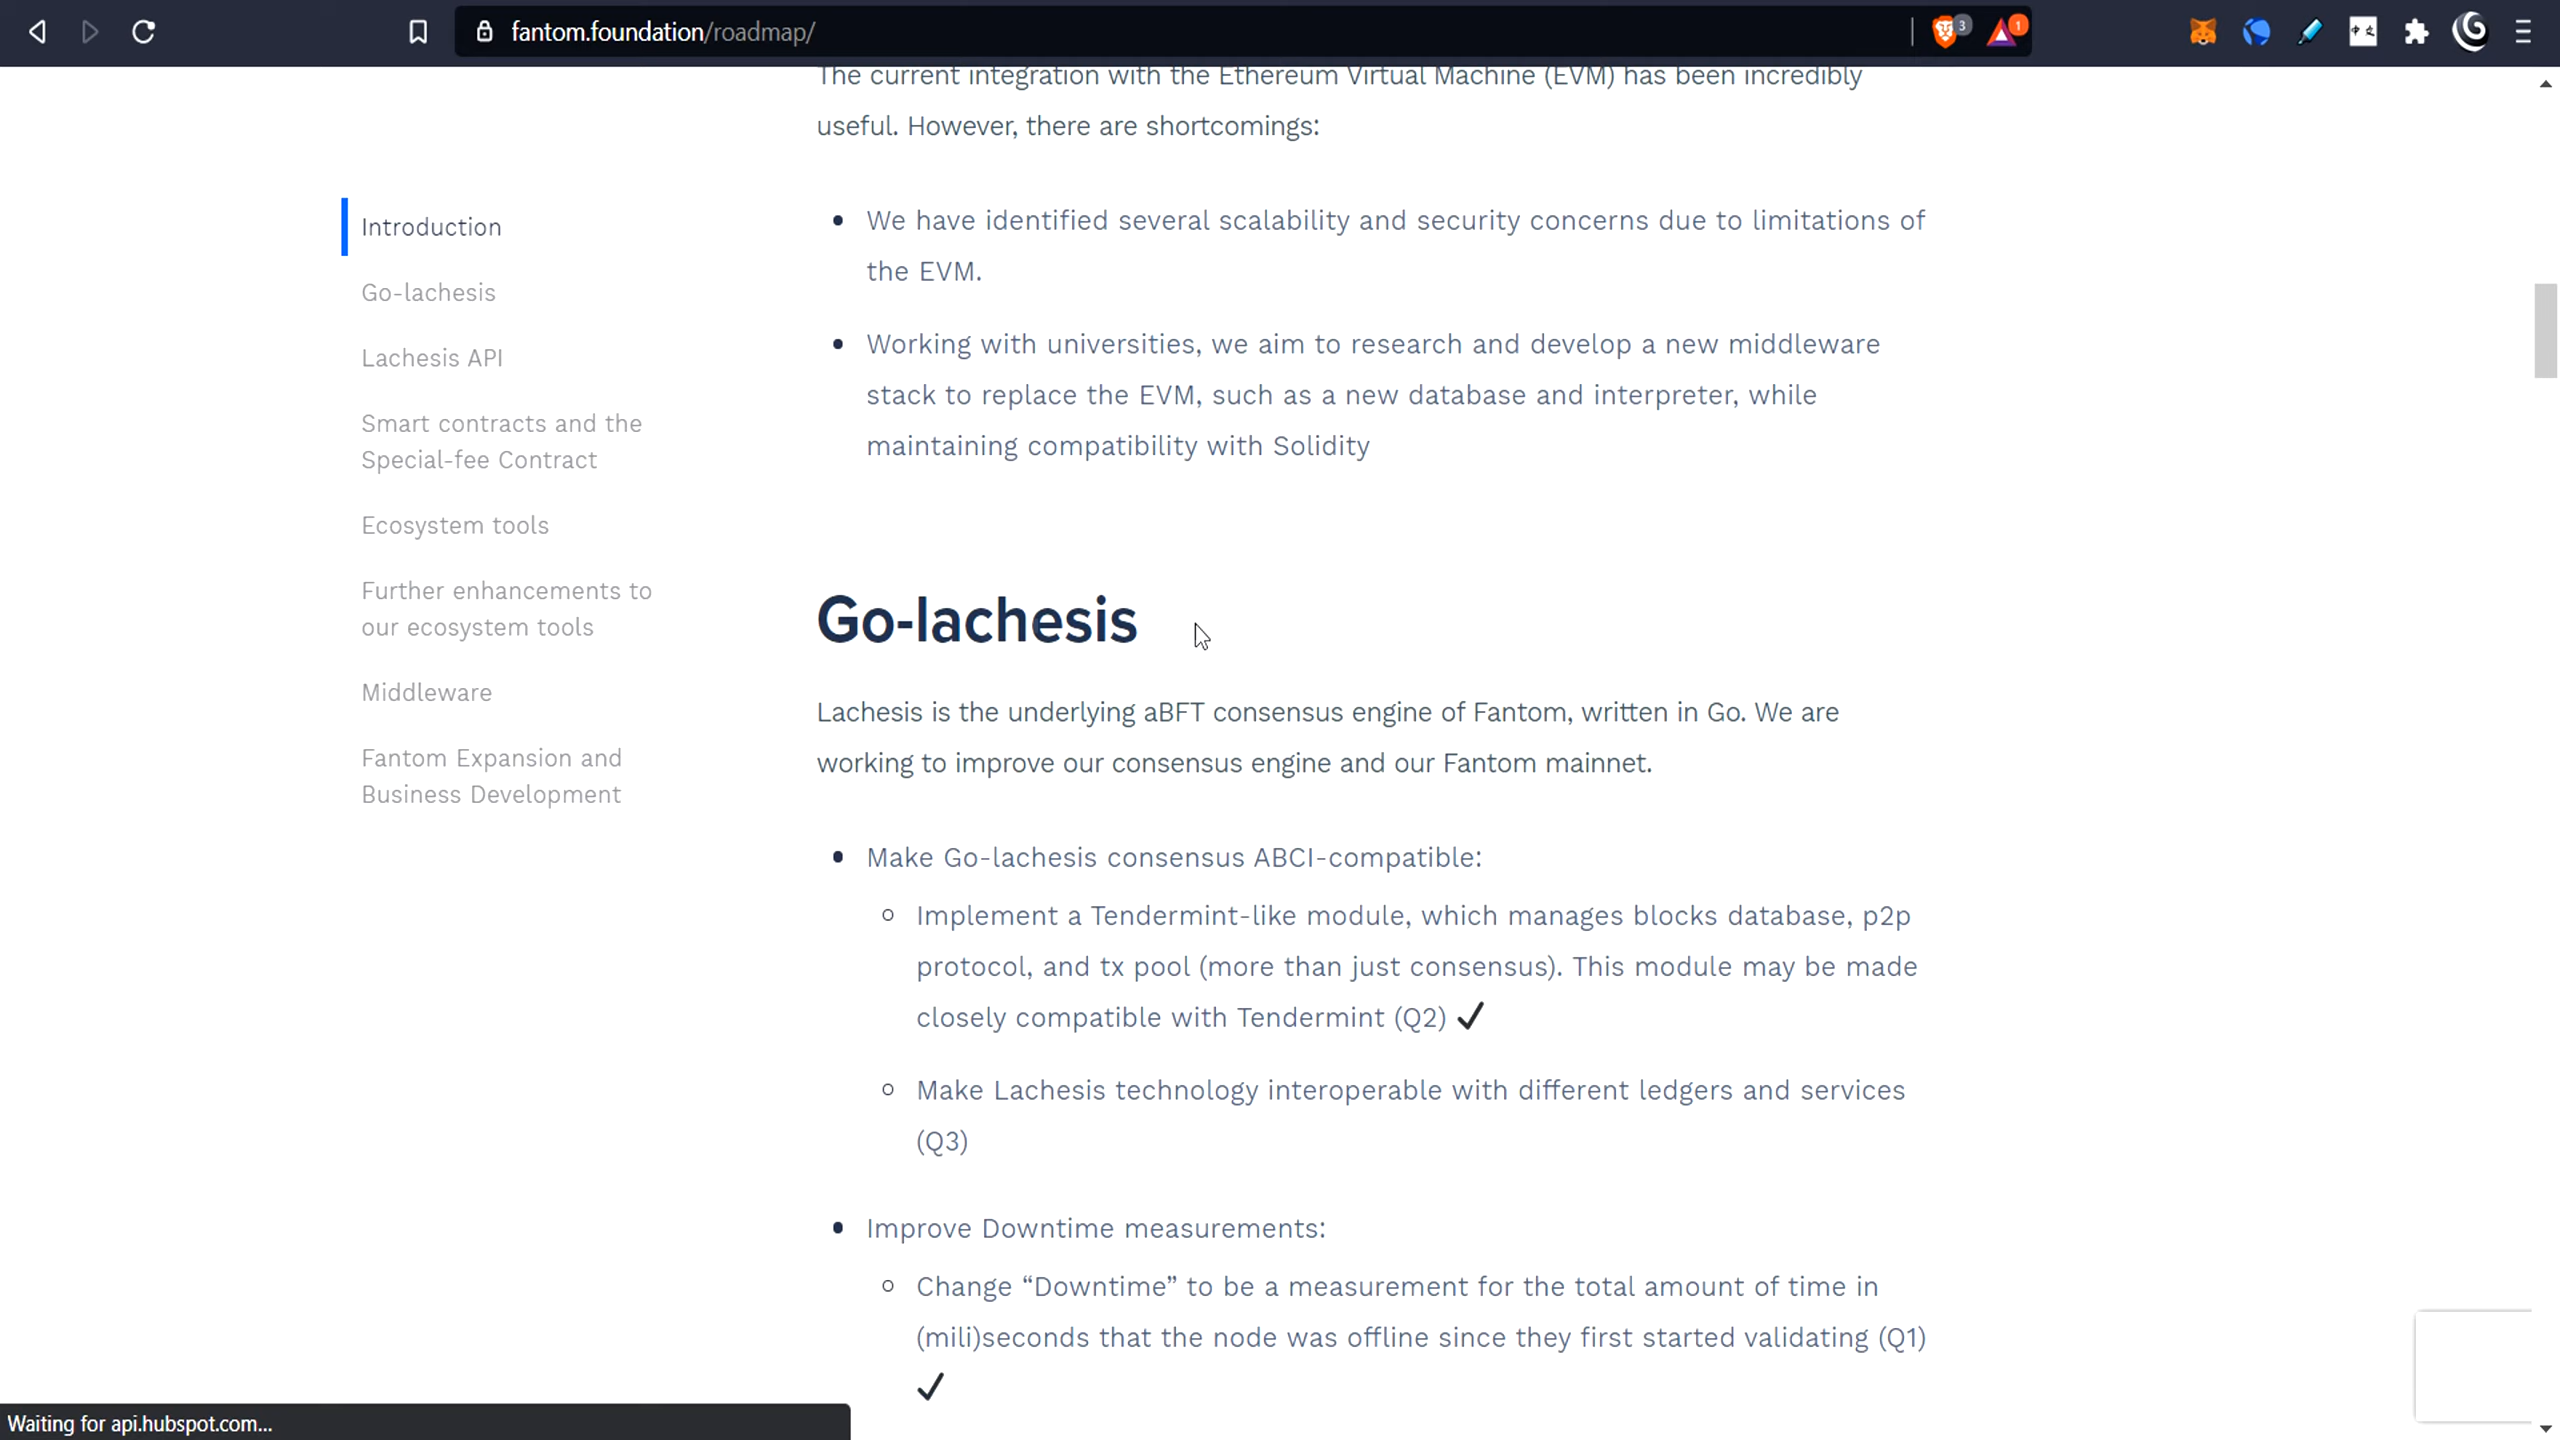 fantom.foundation/roadmap/
3
1
The current integration with the Ethereum Virtual Machine (EVM) has been incredibly
useful. However, there are shortcomings:
Introduction
Go-lachesis
Lachesis API
Smart contracts and the
Special-fee Contract
Ecosystem tools
Further enhancements to
our ecosystem tools
Middleware
Fantom Expansion and
Business Development
• We have identified several scalability and security concerns due to limitations of
the EVM.
• Working with universities, we aim to research and develop a new middleware
stack to replace the EVM, such as a new database and interpreter, while
maintaining compatibility with Solidity
Go-lachesis
Lachesis is the underlying aBFT consensus engine of Fantom, written in Go. We are
working to improve our consensus engine and our Fantom mainnet.
• Make Go-lachesis consensus ABCI-compatible:
○ Implement a Tendermint-like module, which manages blocks database, p2p
protocol, and tx pool (more than just consensus). This module may be made
closely compatible with Tendermint (Q2) ✓
○ Make Lachesis technology interoperable with different ledgers and services
(Q3)
• Improve Downtime measurements:
○ Change “Downtime” to be a measurement for the total amount of time in
(mili)seconds that the node was offline since they first started validating (Q1)
✓
Waiting for api.hubspot.com...